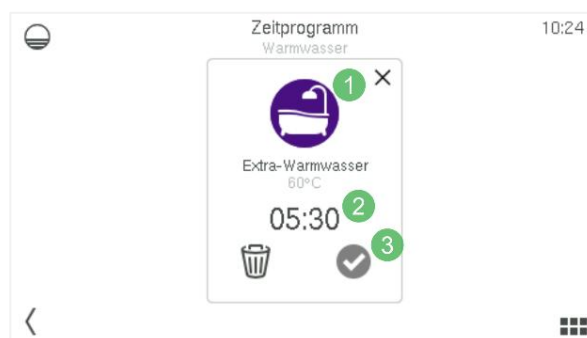 Zeitprogramm
10:24
Warmwasser
1
Extra-Warmwasser
60°C
05:30
2
3